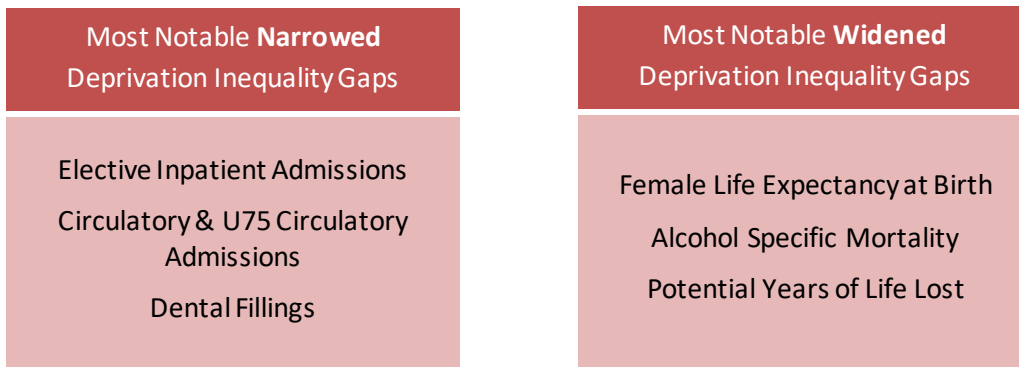 Most Notable Narrowed
Deprivation Inequality Gaps
Elective Inpatient Admissions
Circulatory & U75 Circulatory
Admissions
Dental Fillings
Most Notable Widened
Deprivation Inequality Gaps
Female Life Expectancy at Birth
Alcohol Specific Mortality
Potential Years of Life Lost